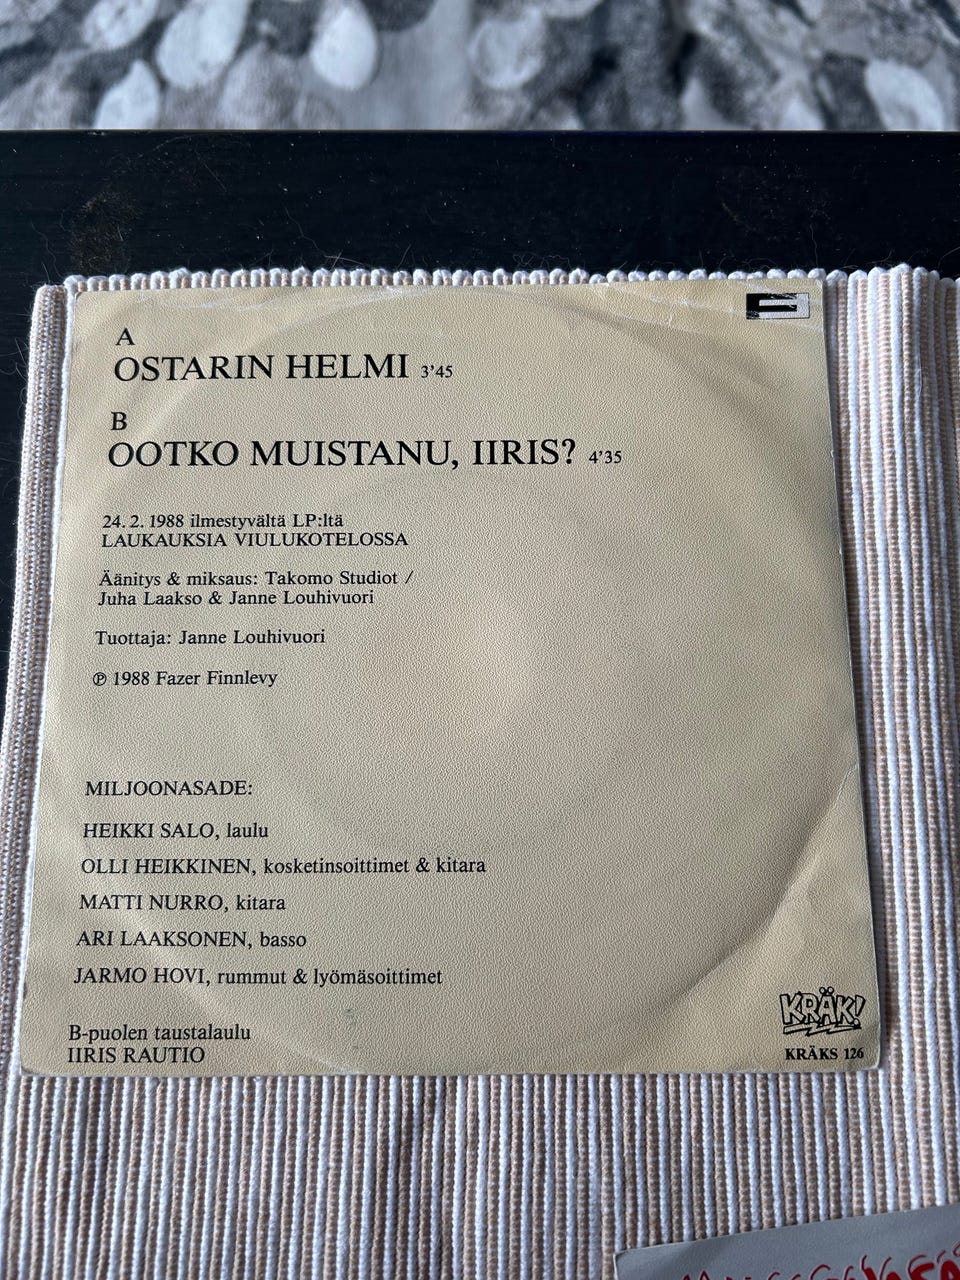 A
OSTARIN HELMI 3'45
B
OOTKO MUISTANU, IIRIS? 4'35
24.2.1988 ilmestyvältä LP:ltä
LAUKAUKSIA VIULUKOTELOSSA
Äänitys & miksaus: Takomo Studiot /
Juha Laakso & Janne Louhivuori
Tuottaja: Janne Louhivuori
℗ 1988 Fazer Finnlevy
MILJOONASADE:
HEIKKI SALO, laulu
OLLI HEIKKINEN, kosketinsoittimet & kitara
MATTI NURRO, kitara
ARI LAAKSONEN, basso
JARMO HOVI, rummut & lyömäsoittimet
B-puolen taustalaulu
IIRIS RAUTIO
KRÄK!
KRÄKS 126